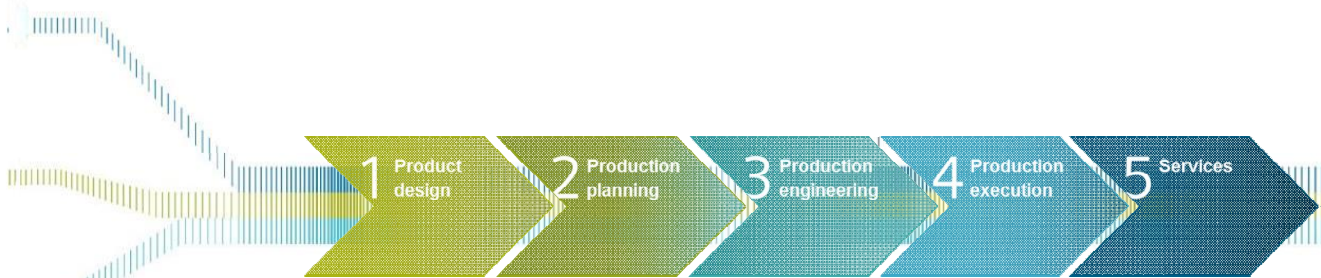 1 Product
design
2 Production
planning
3 Production
engineering
4 Production
execution
5 Services